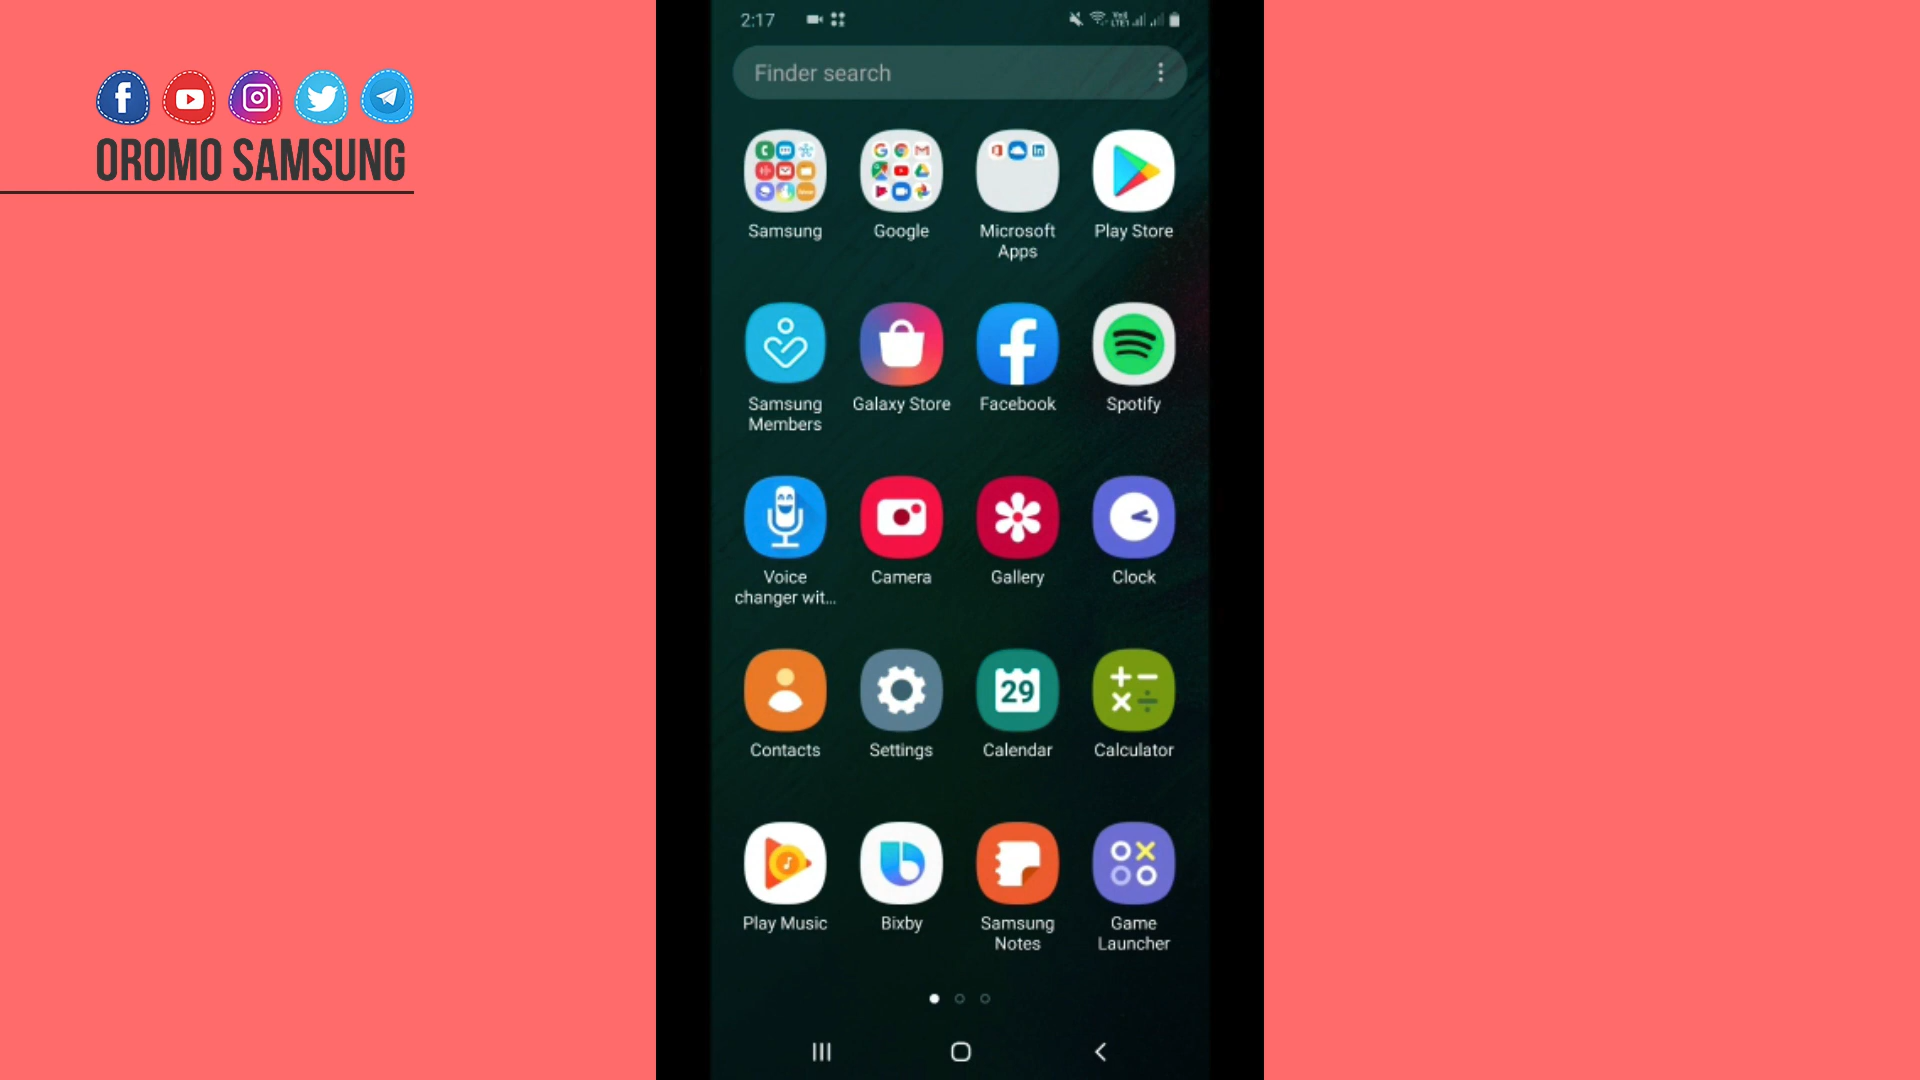 2:17
Finder search
OROMO SAMSUNG
Samsung
Google
Microsoft
Apps
Play Store
Samsung
Members
Galaxy Store
Facebook
Spotify
Voice
changer wit...
Camera
Gallery
Clock
Contacts
Settings
29
Calendar
Calculator
Play Music
Bixby
Samsung
Notes
Game
Launcher